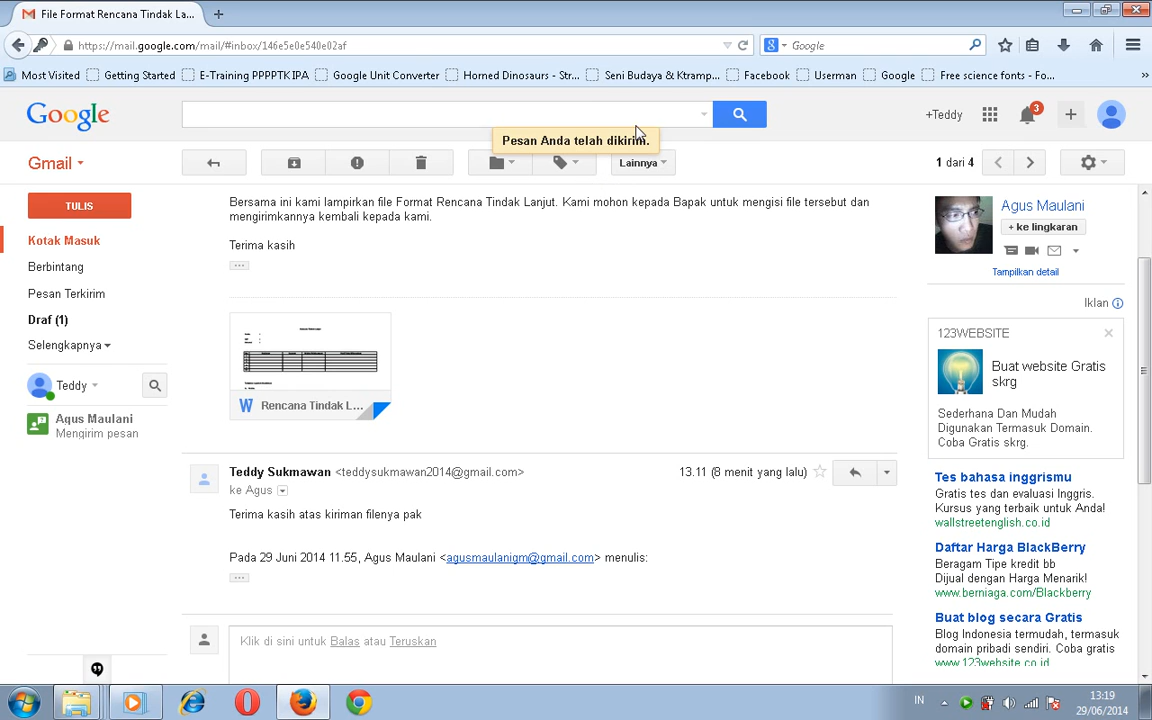 File Format Rencana Tindak La...
https://mail.google.com/mail/#inbox/146e5e0e540e02af
Google
Most Visited
Getting Started
E-Training PPPPTK IPA
Google Unit Converter
Horned Dinosaurs - Str...
Seni Budaya & Ktramp...
Facebook
Userman
Google
Free science fonts - Fo...
Google
+Teddy
3
Pesan Anda telah dikirim.
Gmail
Lainnya
1 dari 4
TULIS
Kotak Masuk
Berbintang
Pesan Terkirim
Draf (1)
Selengkapnya
Teddy
Agus Maulani
Mengirim pesan
Bersama ini kami lampirkan file Format Rencana Tindak Lanjut. Kami mohon kepada Bapak untuk mengisi file tersebut dan
mengirimkannya kembali kepada kami.
Terima kasih
W Rencana Tindak L...
Teddy Sukmawan <teddysukmawan2014@gmail.com>
13.11 (8 menit yang lalu)
ke Agus
Terima kasih atas kiriman filenya pak
Pada 29 Juni 2014 11.55, Agus Maulani <agusmaulanigm@gmail.com> menulis:
Klik di sini untuk Balas atau Teruskan
Agus Maulani
+ ke lingkaran
Tampilkan detail
Iklan
123WEBSITE
Buat website Gratis
skrg
Sederhana Dan Mudah
Digunakan Termasuk Domain.
Coba Gratis skrg.
Tes bahasa inggrismu
Gratis tes dan evaluasi Inggris.
Kursus yang terbaik untuk Anda!
wallstreetenglish.co.id
Daftar Harga BlackBerry
Beragam Tipe kredit bb
Dijual dengan Harga Menarik!
www.berniaga.com/Blackberry
Buat blog secara Gratis
Blog Indonesia termudah, termasuk
domain pribadi sendiri. Coba gratis
www.123website.co.id
IN
13:19
29/06/2014